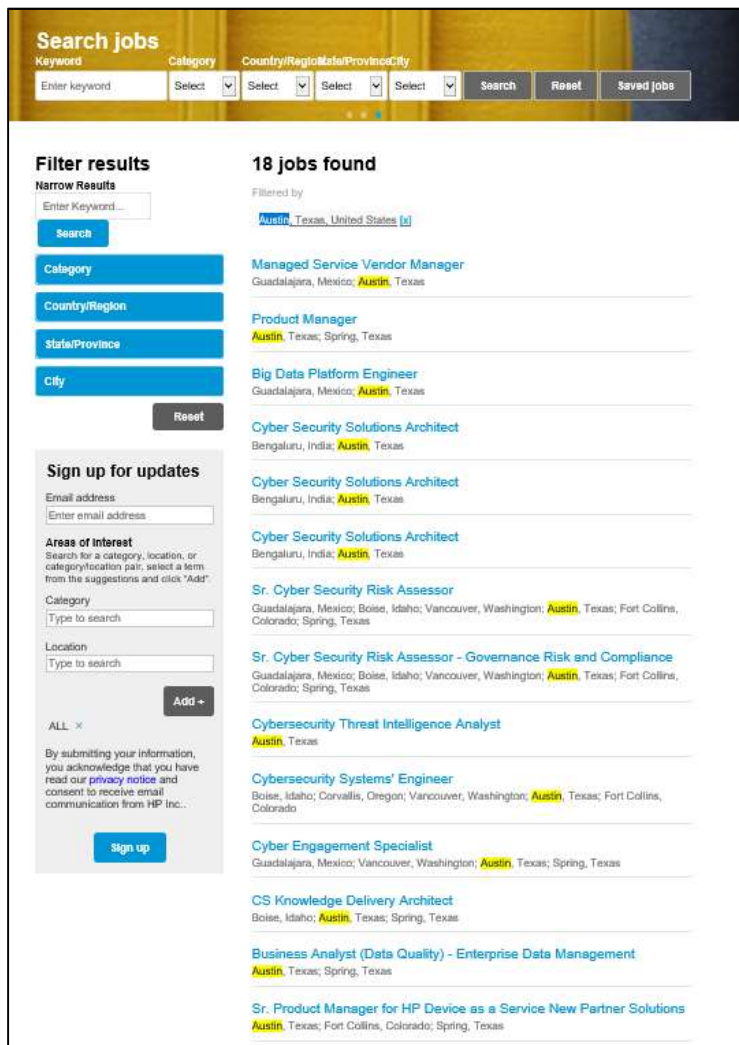 Search jobs
Keyword Category Country/Region State/Province City
Enter keyword Select Select Select Select Search Reset Saved jobs
Filter results
Narrow Results
Enter Keyword...
Search
Category
Country/Region
State/Province
City
Reset
Sign up for updates
Email address
Enter email address
Areas of Interest
Search for a category, location, or
category/location pair, select a term
from the suggestions and click "Add".
Category
Type to search
Location
Type to search
Add +
ALL ×
By submitting your information,
you acknowledge that you have
read our privacy notice and
consent to receive email
communication from HP Inc..
Sign up
18 jobs found
Filtered by
Austin, Texas, United States [x]
Managed Service Vendor Manager
Guadalajara, Mexico; Austin, Texas
Product Manager
Austin, Texas; Spring, Texas
Big Data Platform Engineer
Guadalajara, Mexico; Austin, Texas
Cyber Security Solutions Architect
Bengaluru, India; Austin, Texas
Cyber Security Solutions Architect
Bengaluru, India; Austin, Texas
Cyber Security Solutions Architect
Bengaluru, India; Austin, Texas
Sr. Cyber Security Risk Assessor
Guadalajara, Mexico; Boise, Idaho; Vancouver, Washington; Austin, Texas; Fort Collins,
Colorado; Spring, Texas
Sr. Cyber Security Risk Assessor - Governance Risk and Compliance
Guadalajara, Mexico; Boise, Idaho; Vancouver, Washington; Austin, Texas; Fort Collins,
Colorado; Spring, Texas
Cybersecurity Threat Intelligence Analyst
Austin, Texas
Cybersecurity Systems' Engineer
Boise, Idaho; Corvallis, Oregon; Vancouver, Washington; Austin, Texas; Fort Collins,
Colorado
Cyber Engagement Specialist
Guadalajara, Mexico; Vancouver, Washington; Austin, Texas; Spring, Texas
CS Knowledge Delivery Architect
Boise, Idaho; Austin, Texas; Spring, Texas
Business Analyst (Data Quality) - Enterprise Data Management
Austin, Texas; Spring, Texas
Sr. Product Manager for HP Device as a Service New Partner Solutions
Austin, Texas; Fort Collins, Colorado; Spring, Texas